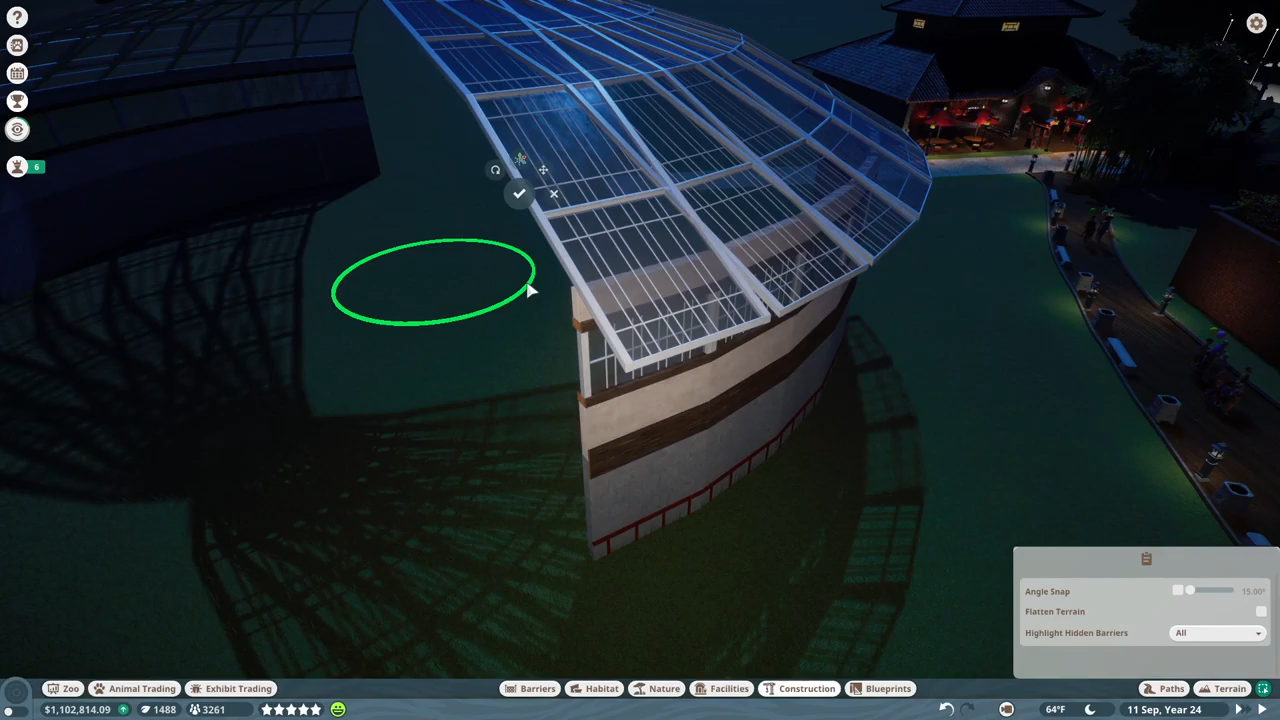 6
Angle Snap 15.00°
Flatten Terrain
Highlight Hidden Barriers All
Zoo Animal Trading Exhibit Trading Barriers Habitat Nature Facilities Construction Blueprints Paths Terrain
$1,102,814.09 1488 3261 64°F 11 Sep, Year 24